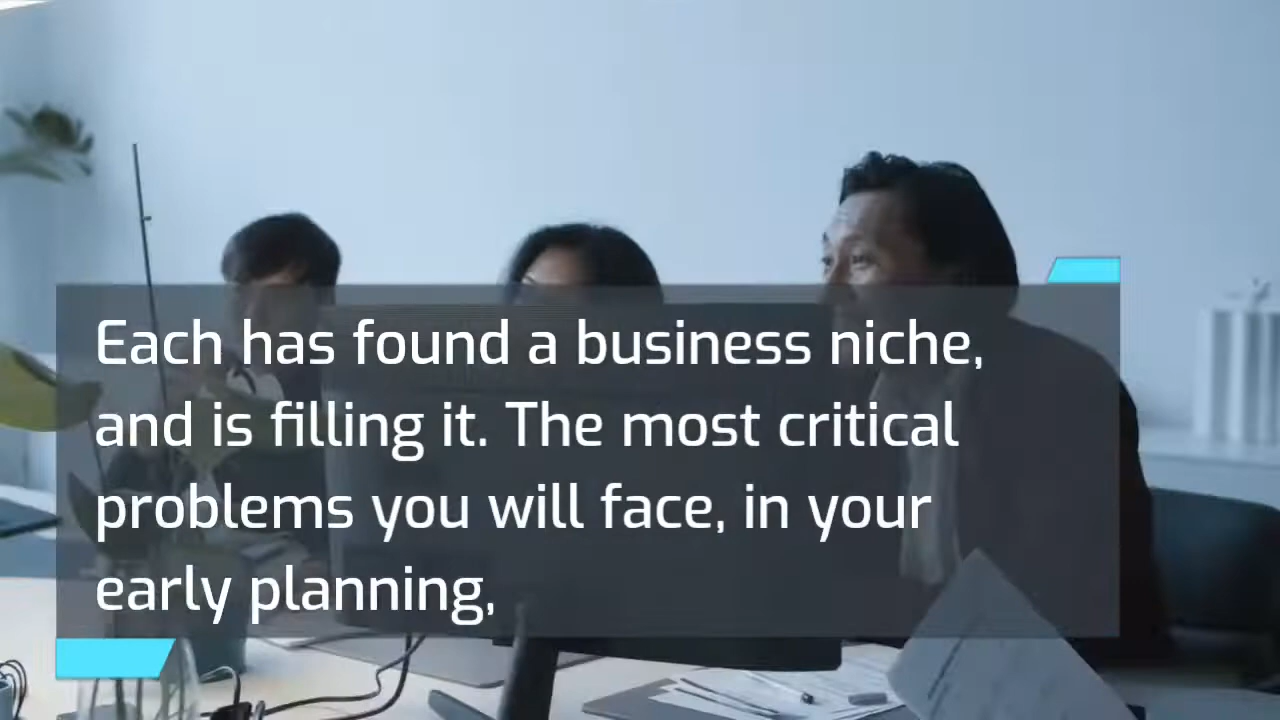 Each has found a business niche,
and is filling it. The most critical
problems you will face, in your
early planning,